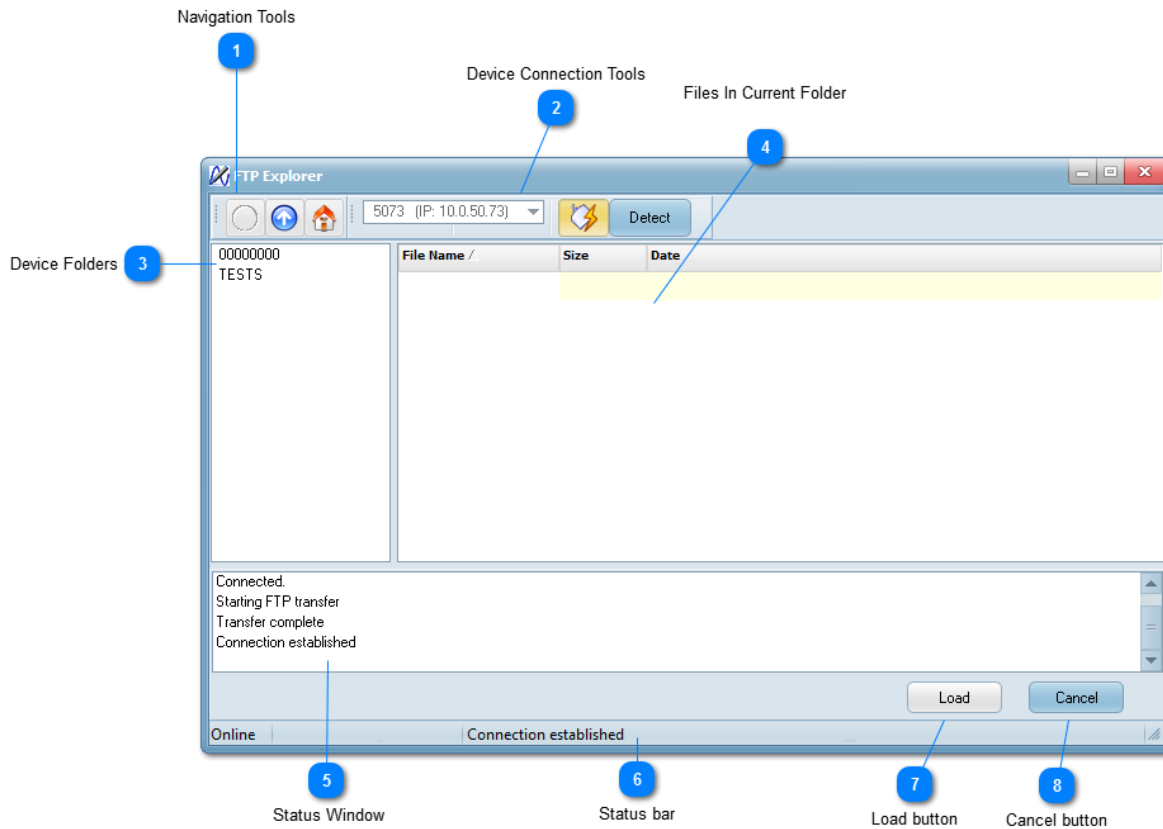 Navigation Tools
1
Device Connection Tools
2
Files In Current Folder
4
FTP Explorer
5073 (IP: 10.0.50.73)
Detect
Device Folders 3
00000000
TESTS
File Name Size Date
Connected.
Starting FTP transfer
Transfer complete
Connection established
Load Cancel
Online Connection established
5
Status Window
6
Status bar
7
Load button
8
Cancel button